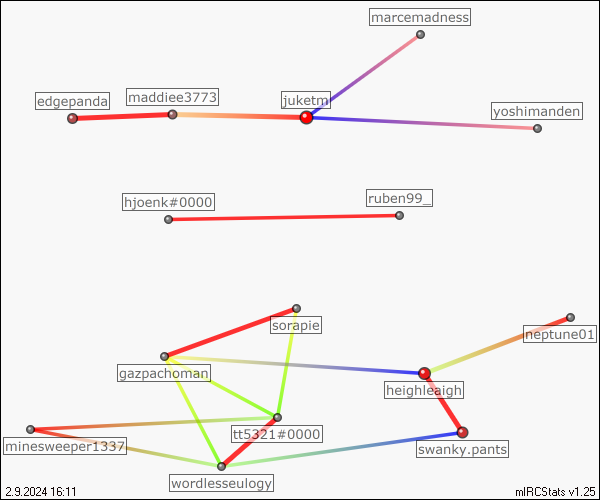 marcemadness
maddiee3773
juketm
edgepanda
yoshimanden
hjoenk#0000
ruben99_
sorapie
neptune01
gazpachoman
heighleaigh
tt5321#0000
minesweeper1337
swanky.pants
wordlesseulogy
2.9.2024 16:11
mIRCStats v1.25